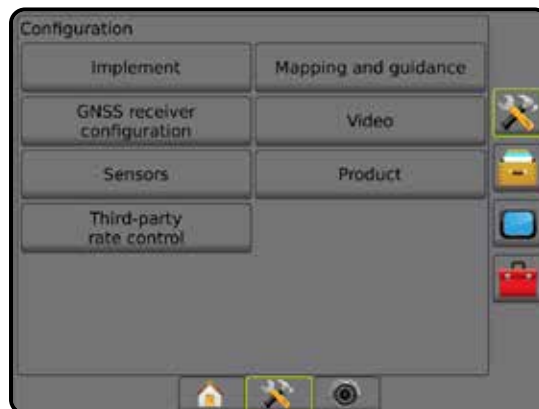 Configuration
Implement
Mapping and guidance
GNSS receiver
configuration
Video
Sensors
Product
Third-party
rate control